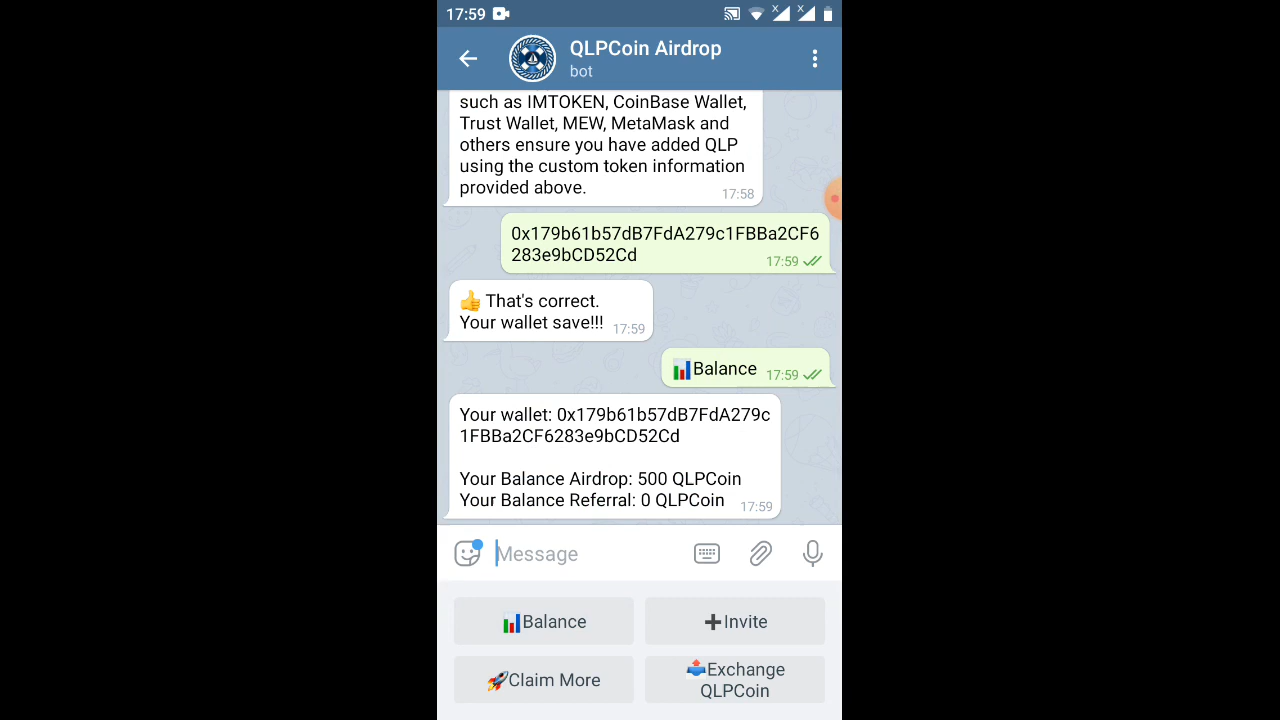 17:59
QLPCoin Airdrop
bot
such as IMTOKEN, CoinBase Wallet,
Trust Wallet, MEW, MetaMask and
others ensure you have added QLP
using the custom token information
provided above.
17:58
0x179b61b57dB7FdA279c1FBBa2CF6
283e9bCD52Cd
17:59
👍 That's correct.
Your wallet save!!! 17:59
📊Balance 17:59
Your wallet: 0x179b61b57dB7FdA279c
1FBBa2CF6283e9bCD52Cd
Your Balance Airdrop: 500 QLPCoin
Your Balance Referral: 0 QLPCoin 17:59
Message
📊Balance
➕Invite
🚀Claim More
📤Exchange
QLPCoin